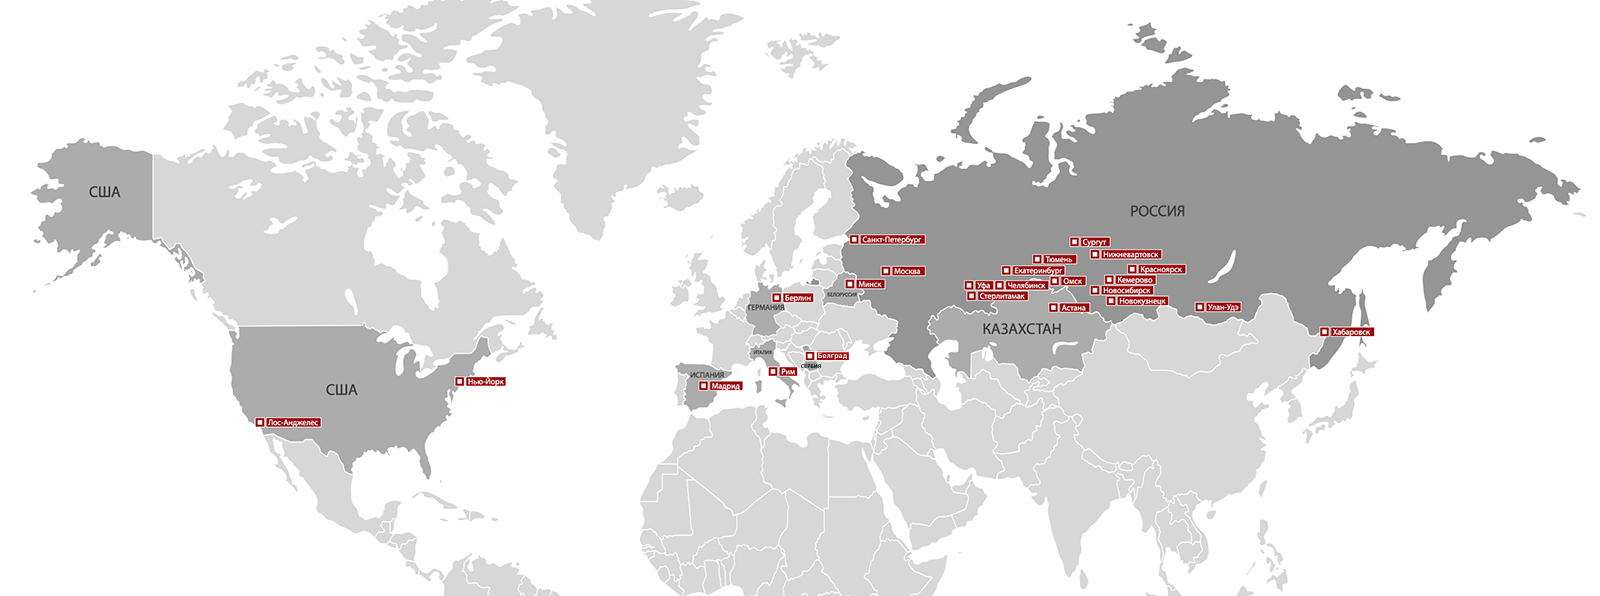 США
РОССИЯ
Санкт-Петербург
Сургут
Нижневартовск
Тюмень
Москва
Екатеринбург
Красноярск
Минск
Уфа
Челябинск
Омск
Кемерово
Новосибирск
Берлин
БЕЛОРУССИЯ
Стерлитамак
Новокузнецк
ГЕРМАНИЯ
Астана
Улан-Удэ
КАЗАХСТАН
Хабаровск
ИТАЛИЯ
Белград
СЕРБИЯ
ИСПАНИЯ
Рим
Мадрид
Нью-Йорк
США
Лос-Анджелес